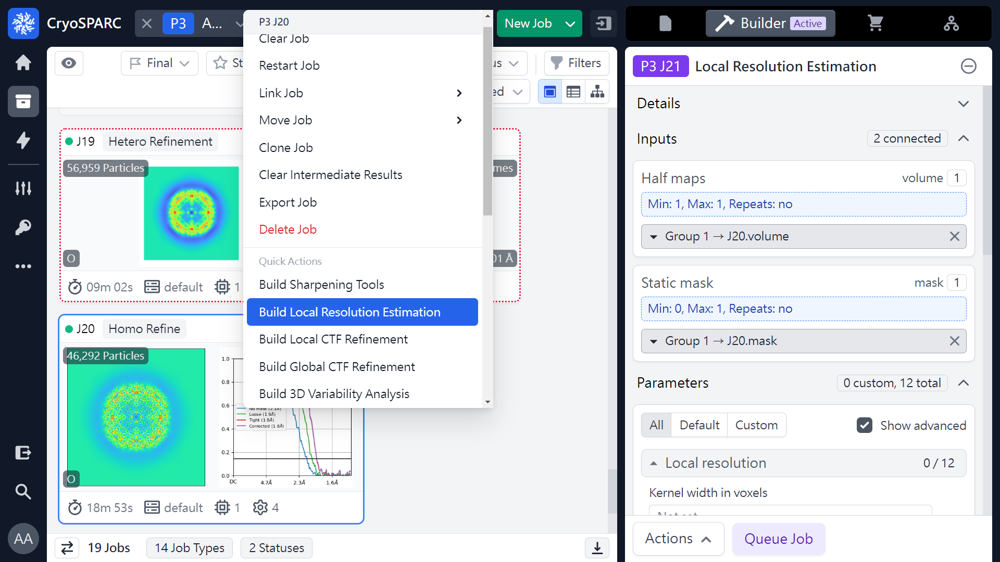 CryoSPARC
P3
A...
P3 J20
New Job
Builder
Active
Clear Job
Restart Job
Link Job
Move Job
Clone Job
Clear Intermediate Results
Export Job
Delete Job
Quick Actions
Build Sharpening Tools
Build Local Resolution Estimation
Build Local CTF Refinement
Build Global CTF Refinement
Build 3D Variability Analysis
Final
St
us
Filters
ed
J19
Hetero Refinement
56,959 Particles
mes
O
01 Å
09m 02s
default
1
J20
Homo Refine
46,292 Particles
O
1.0
0.8
0.6
0.4
0.2
0.0
No Mask (2.1Å)
Loose (1.9Å)
Tight (1.8Å)
Corrected (1.8Å)
DC
4.7Å
2.3Å
1.6Å
18m 53s
default
1
4
AA
19 Jobs
14 Job Types
2 Statuses
P3 J21
Local Resolution Estimation
Details
Inputs
2 connected
Half maps
volume
1
Min: 1, Max: 1, Repeats: no
Group 1 → J20.volume
Static mask
mask
1
Min: 0, Max: 1, Repeats: no
Group 1 → J20.mask
Parameters
0 custom, 12 total
All
Default
Custom
Show advanced
Local resolution
0 / 12
Kernel width in voxels
Not set
Actions
Queue Job